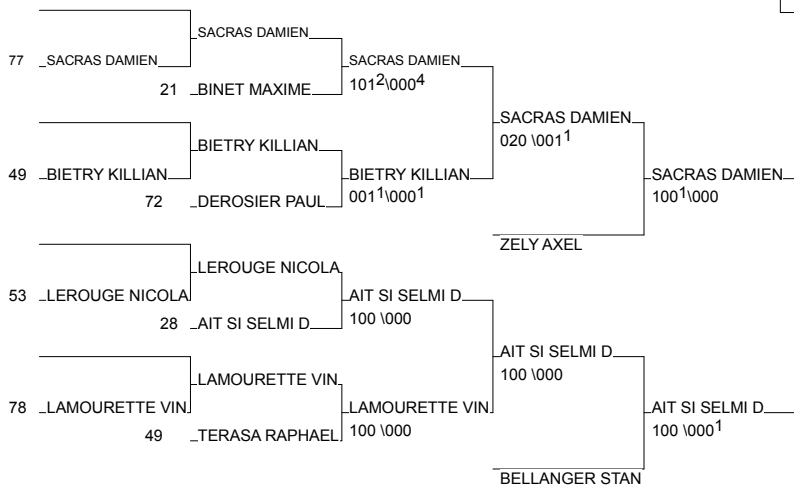 SACRAS DAMIEN
77 SACRAS DAMIEN SACRAS DAMIEN
21 BINET MAXIME 101²\000⁴
SACRAS DAMIEN
020 \001¹
BIETRY KILLIAN
49 BIETRY KILLIAN BIETRY KILLIAN SACRAS DAMIEN
72 DEROSIER PAUL 001¹\000¹ 100¹\000
ZELY AXEL
LEROUGE NICOLA
53 LEROUGE NICOLA AIT SI SELMI D
28 AIT SI SELMI D 100 \000
AIT SI SELMI D
100 \000
LAMOURETTE VIN
78 LAMOURETTE VIN LAMOURETTE VIN AIT SI SELMI D
49 TERASA RAPHAEL 100 \000 100 \000¹
BELLANGER STAN